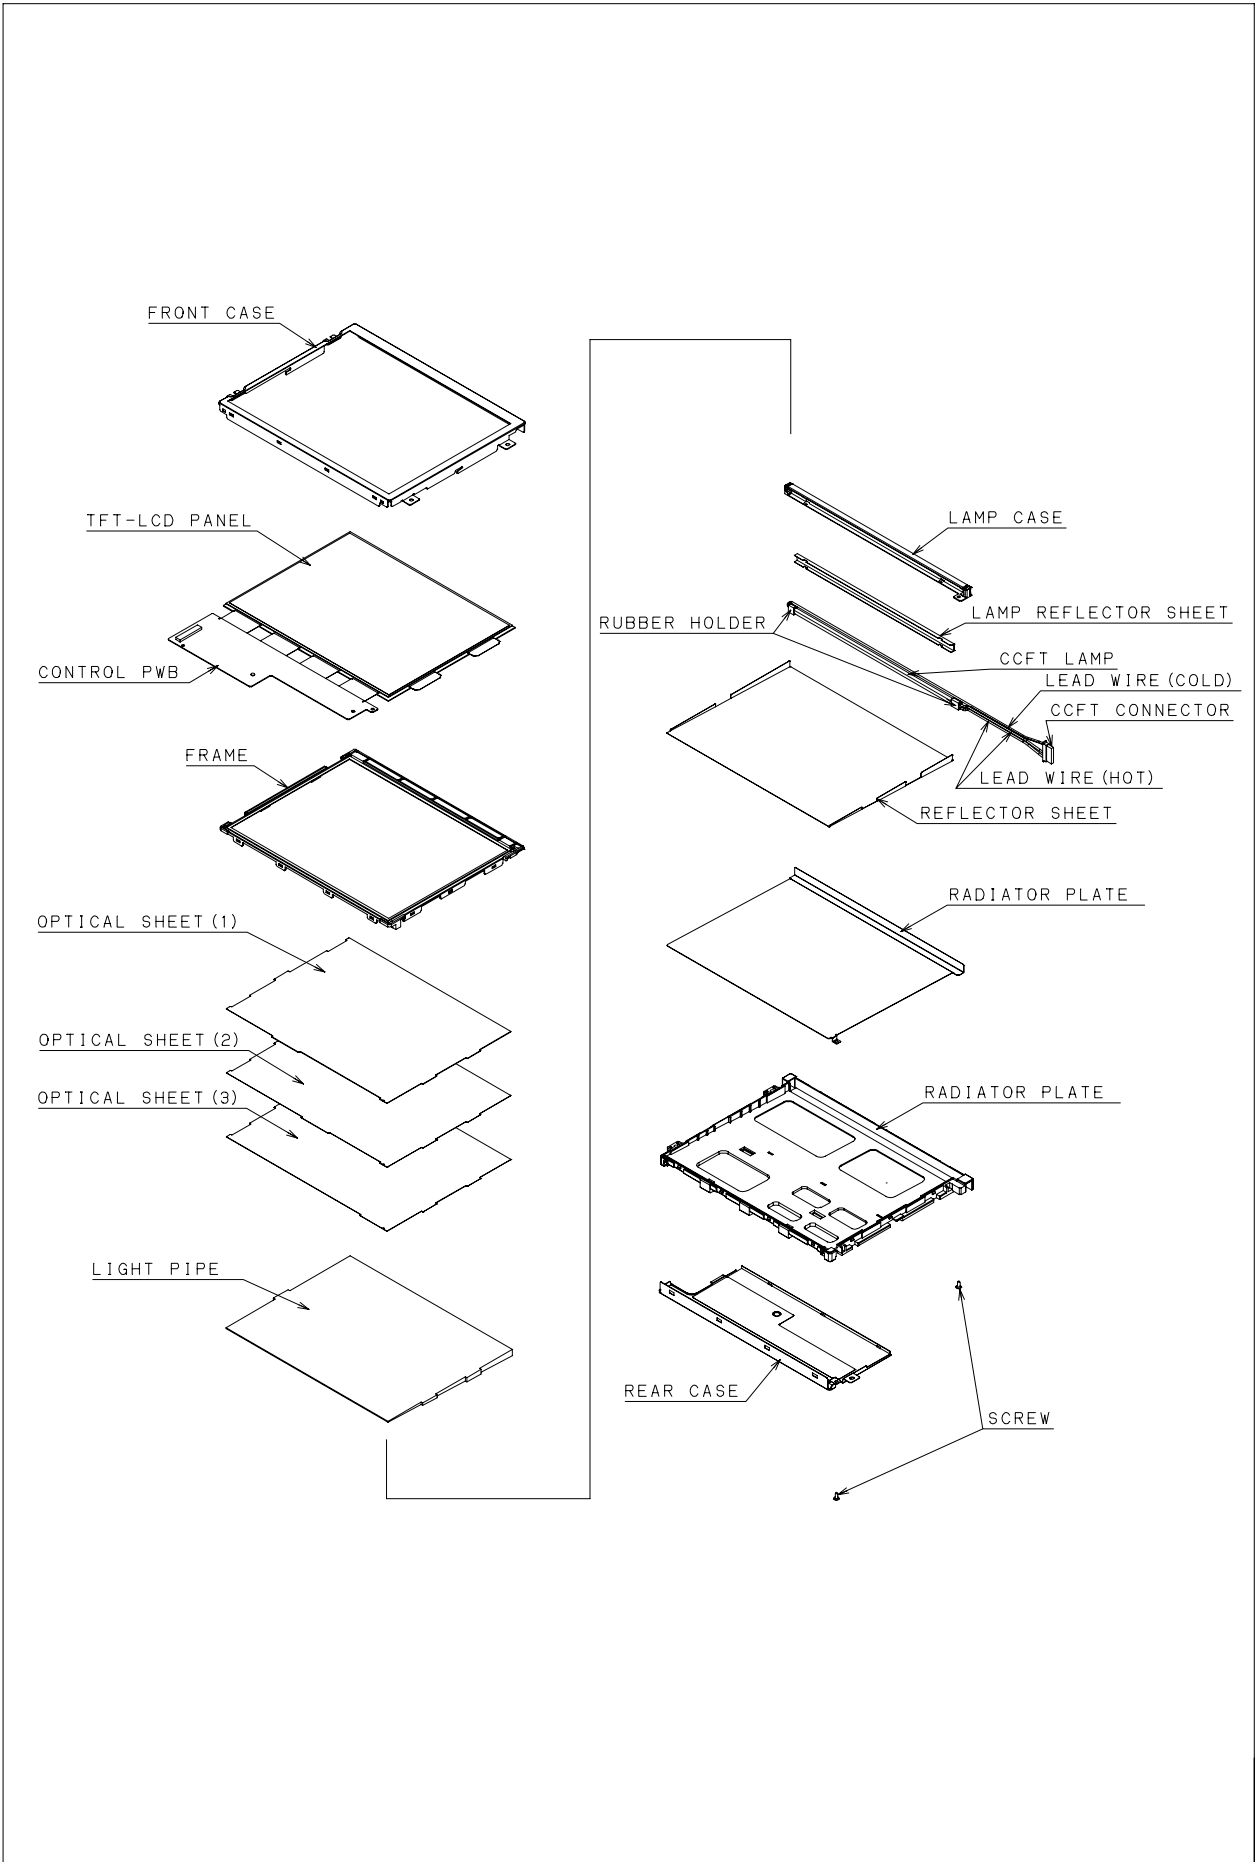 FRONT CASE
TFT-LCD PANEL
CONTROL PWB
FRAME
OPTICAL SHEET(1)
OPTICAL SHEET(2)
OPTICAL SHEET(3)
LIGHT PIPE
LAMP CASE
LAMP REFLECTOR SHEET
RUBBER HOLDER
CCFT LAMP
LEAD WIRE(COLD)
CCFT CONNECTOR
LEAD WIRE(HOT)
REFLECTOR SHEET
RADIATOR PLATE
RADIATOR PLATE
REAR CASE
SCREW